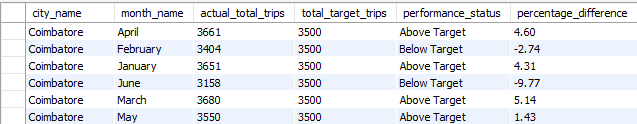 city_name month_name actual_total_trips total_target_trips performance_status percentage_difference
Coimbatore April 3661 3500 Above Target 4.60
Coimbatore February 3404 3500 Below Target -2.74
Coimbatore January 3651 3500 Above Target 4.31
Coimbatore June 3158 3500 Below Target -9.77
Coimbatore March 3680 3500 Above Target 5.14
Coimbatore May 3550 3500 Above Target 1.43